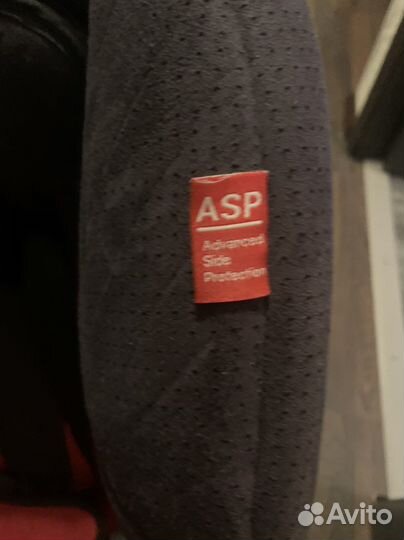 ASP
Advanced
Side
Protection
Avito